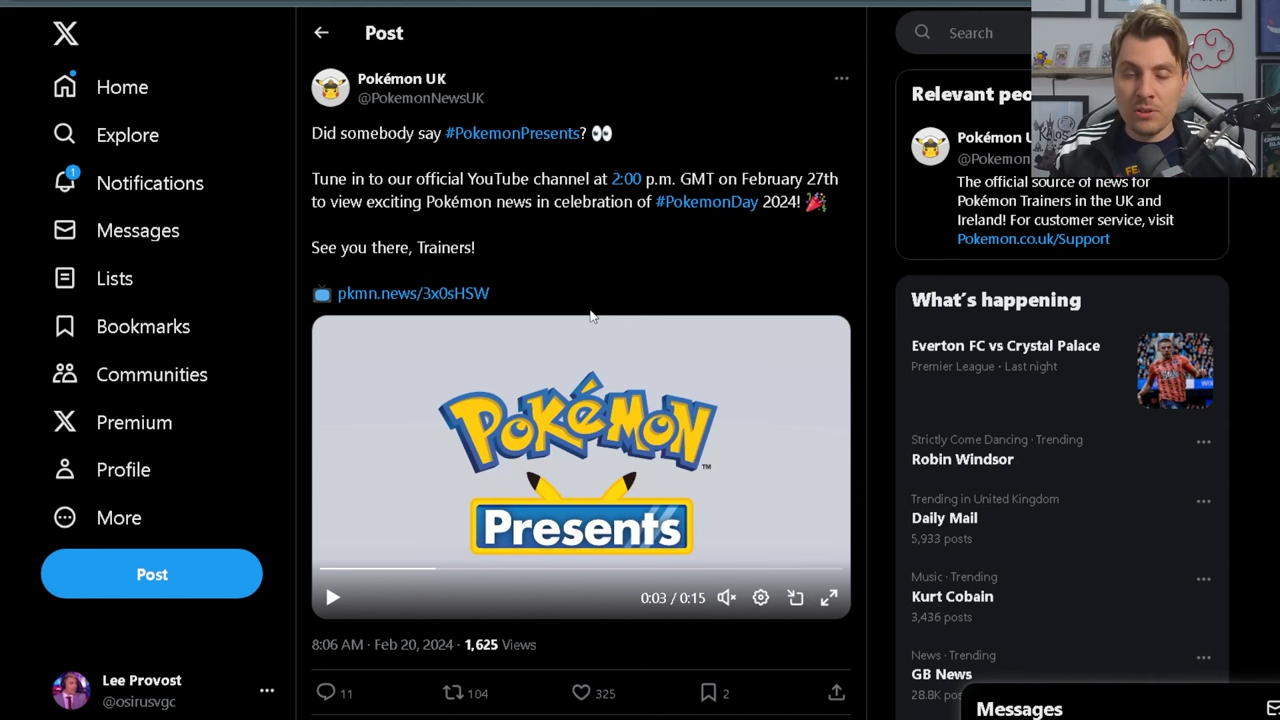 Home
Explore
1
Notifications
Messages
Lists
Bookmarks
Communities
Premium
Profile
More
Post
Lee Provost
@osirusvgc
Post
Pokémon UK
@PokemonNewsUK
Did somebody say #PokemonPresents? 👀
Tune in to our official YouTube channel at 2:00 p.m. GMT on February 27th
to view exciting Pokémon news in celebration of #PokemonDay 2024! 🎉
See you there, Trainers!
📺 pkmn.news/3x0sHSW
POKéMON
TM
Presents
0:03 / 0:15
8:06 AM · Feb 20, 2024 · 1,625 Views
11
104
325
2
Search
Relevant peo
Pokémon U
@Pokemon
The official source of news for
Pokémon Trainers in the UK and
Ireland! For customer service, visit
Pokemon.co.uk/Support
What's happening
Everton FC vs Crystal Palace
Premier League · Last night
Strictly Come Dancing · Trending
Robin Windsor
Trending in United Kingdom
Daily Mail
5,933 posts
Music · Trending
Kurt Cobain
3,436 posts
News · Trending
GB News
28.8K
Messages